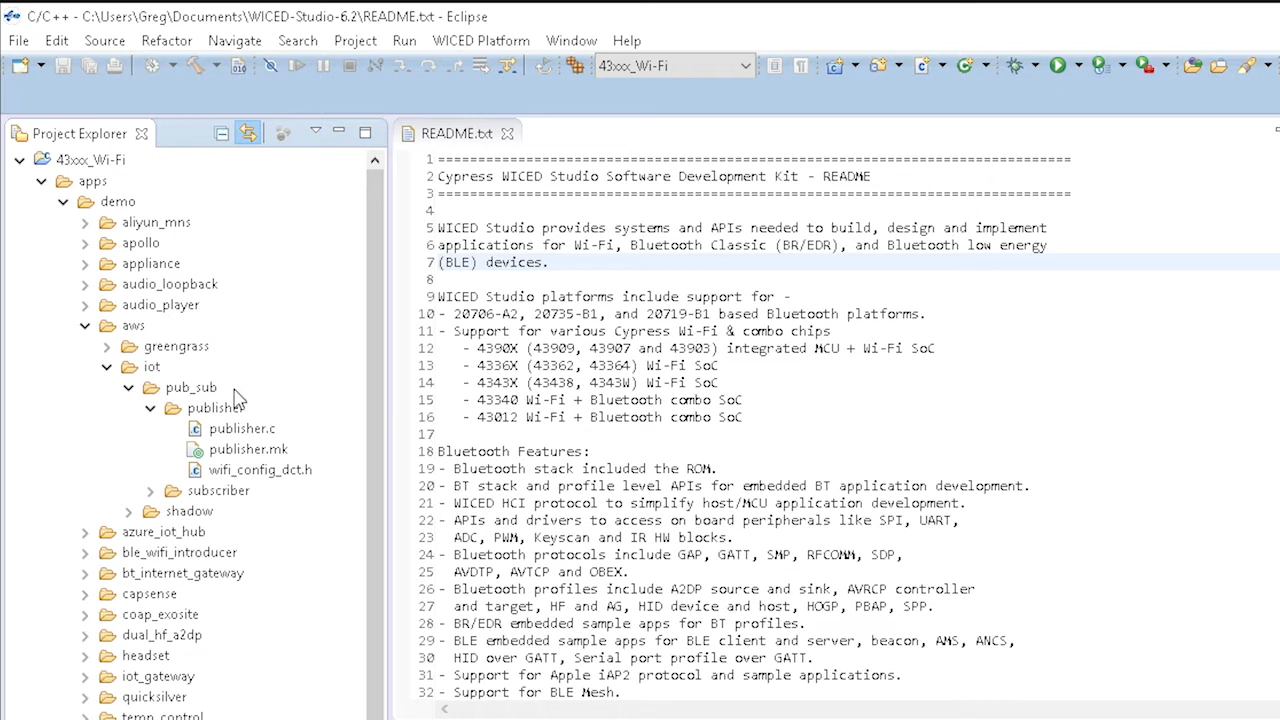 C/C++ - C:\Users\Greg\Documents\WICED-Studio-6.2\README.txt - Eclipse
File Edit Source Refactor Navigate Search Project Run WICED Platform Window Help
43xxx_Wi-Fi
Project Explorer
README.txt
43xxx_Wi-Fi
apps
demo
aliyun_mns
apollo
appliance
audio_loopback
audio_player
aws
greengrass
iot
pub_sub
publisher
publisher.c
publisher.mk
wifi_config_dct.h
subscriber
shadow
azure_iot_hub
ble_wifi_introducer
bt_internet_gateway
capsense
coap_exosite
dual_hf_a2dp
headset
iot_gateway
quicksilver
temp_control
1 ================================================================================
2 Cypress WICED Studio Software Development Kit - README
3 ================================================================================
4
5 WICED Studio provides systems and APIs needed to build, design and implement
6 applications for Wi-Fi, Bluetooth Classic (BR/EDR), and Bluetooth low energy
7 (BLE) devices.
8
9 WICED Studio platforms include support for -
10 - 20706-A2, 20735-B1, and 20719-B1 based Bluetooth platforms.
11 - Support for various Cypress Wi-Fi & combo chips
12 - 4390X (43909, 43907 and 43903) integrated MCU + Wi-Fi SoC
13 - 4336X (43362, 43364) Wi-Fi SoC
14 - 4343X (43438, 4343W) Wi-Fi SoC
15 - 43340 Wi-Fi + Bluetooth combo SoC
16 - 43012 Wi-Fi + Bluetooth combo SoC
17
18 Bluetooth Features:
19 - Bluetooth stack included the ROM.
20 - BT stack and profile level APIs for embedded BT application development.
21 - WICED HCI protocol to simplify host/MCU application development.
22 - APIs and drivers to access on board peripherals like SPI, UART,
23 ADC, PWM, Keyscan and IR HW blocks.
24 - Bluetooth protocols include GAP, GATT, SMP, RFCOMM, SDP,
25 AVDTP, AVTCP and OBEX.
26 - Bluetooth profiles include A2DP source and sink, AVRCP controller
27 and target, HF and AG, HID device and host, HOGP, PBAP, SPP.
28 - BR/EDR embedded sample apps for BT profiles.
29 - BLE embedded sample apps for BLE client and server, beacon, AMS, ANCS,
30 HID over GATT, Serial port profile over GATT.
31 - Support for Apple iAP2 protocol and sample applications.
32 - Support for BLE Mesh.